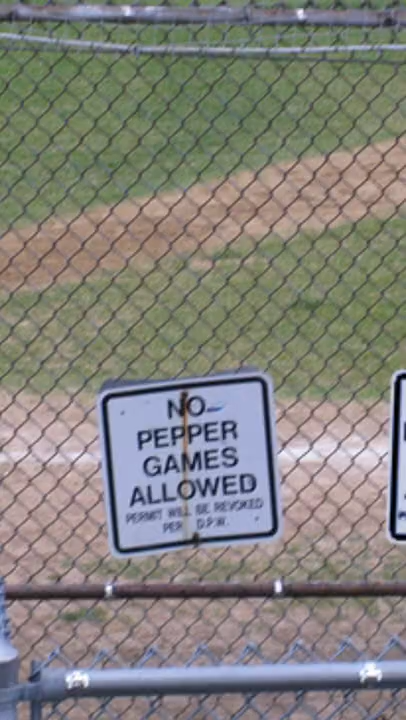 NO
PEPPER
GAMES
ALLOWED
PERMIT WILL BE REVOKED
PER D.P.W.